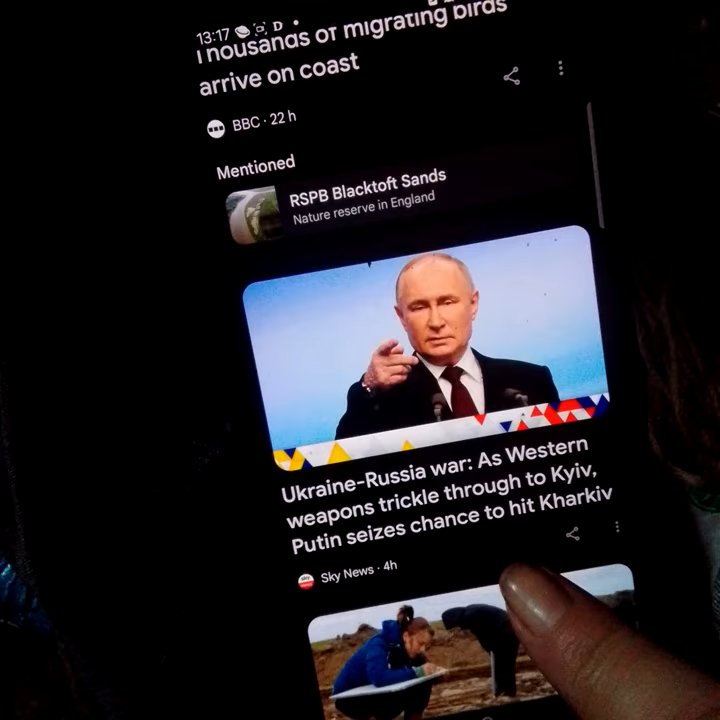 13:17 D
Thousands of migrating birds
arrive on coast
BBC · 22 h
Mentioned
RSPB Blacktoft Sands
Nature reserve in England
Ukraine-Russia war: As Western
weapons trickle through to Kyiv,
Putin seizes chance to hit Kharkiv
sky news
Sky News · 4h